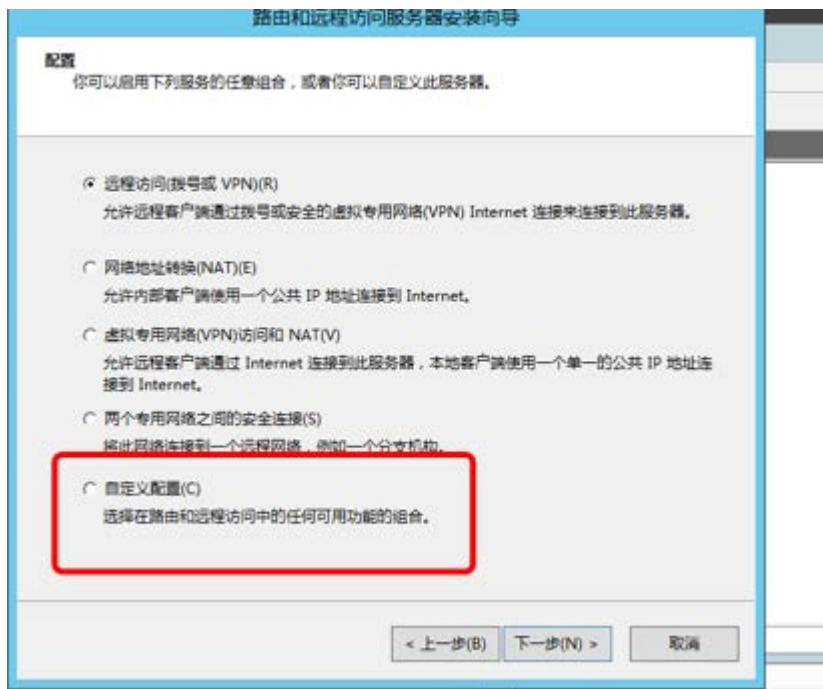 路由和远程访问服务器安装向导
配置
你可以启用下列服务的任意组合，或者你可以自定义此服务器。
远程访问(拨号或 VPN)(R)
允许远程客户端通过拨号或安全的虚拟专用网络(VPN) Internet 连接来连接到此服务器。
网络地址转换(NAT)(E)
允许内部客户端使用一个公共 IP 地址连接到 Internet。
虚拟专用网络(VPN)访问和 NAT(V)
允许远程客户端通过 Internet 连接到此服务器，本地客户端使用一个单一的公共 IP 地址连
接到 Internet。
两个专用网络之间的安全连接(S)
将此网络连接到一个远程网络，例如一个分支机构。
自定义配置(C)
选择在路由和远程访问中的任何可用功能的组合。
< 上一步(B) 下一步(N) > 取消